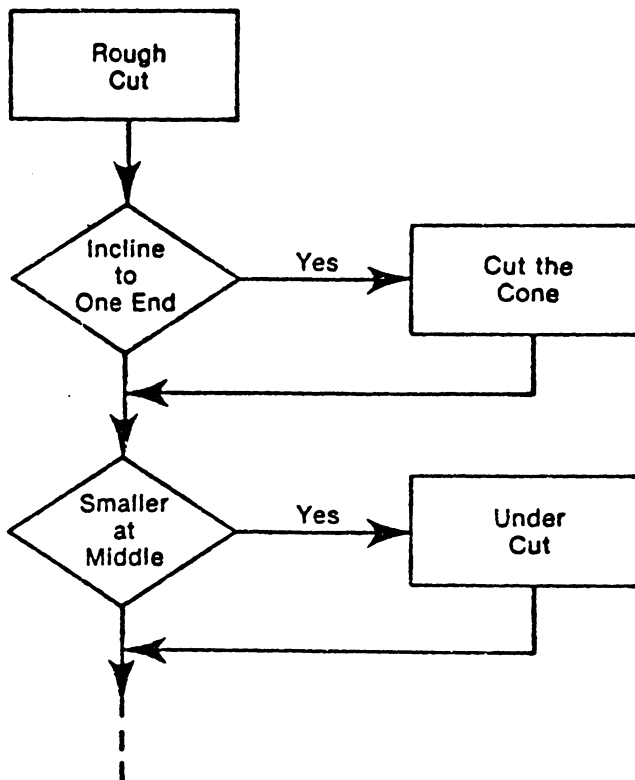 Rough
Cut
Incline
to
One End
Yes
Cut the
Cone
Smaller
at
Middle
Yes
Under
Cut